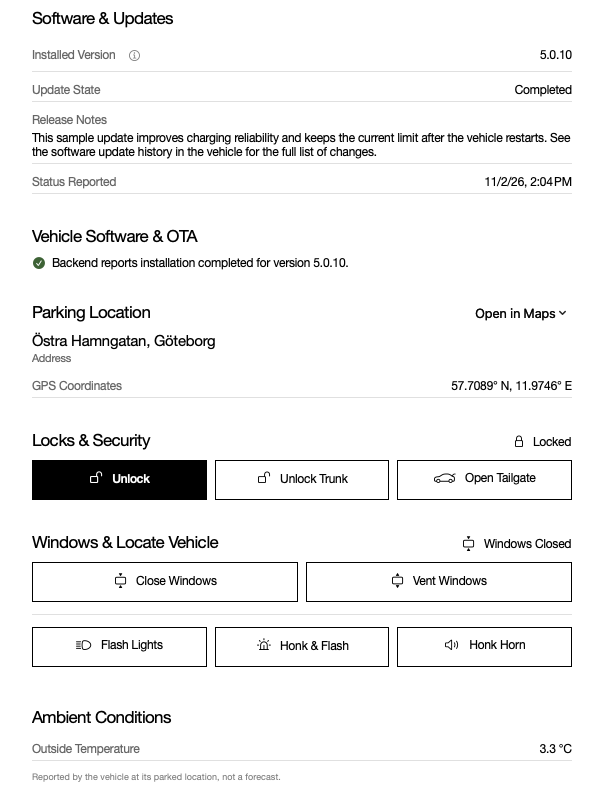 Software & Updates
Installed Version
5.0.10
Update State
Completed
Release Notes
This sample update improves charging reliability and keeps the current limit after the vehicle restarts. See
the software update history in the vehicle for the full list of changes.
Status Reported
11/2/26, 2:04 PM
Vehicle Software & OTA
Backend reports installation completed for version 5.0.10.
Parking Location
Open in Maps
Östra Hamngatan, Göteborg
Address
GPS Coordinates
57.7089° N, 11.9746° E
Locks & Security
Locked
Unlock
Unlock Trunk
Open Tailgate
Windows & Locate Vehicle
Windows Closed
Close Windows
Vent Windows
Flash Lights
Honk & Flash
Honk Horn
Ambient Conditions
Outside Temperature
3.3 °C
Reported by the vehicle at its parked location, not a forecast.